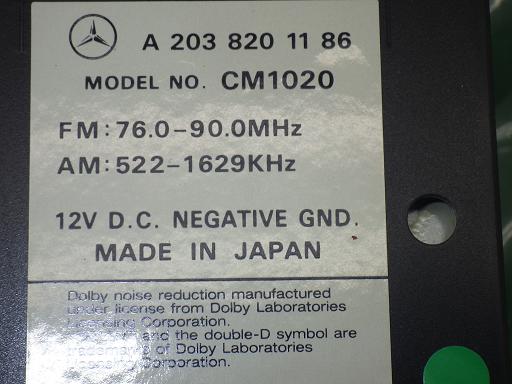 A 203 820 11 86
MODEL NO. CM1020
FM: 76.0-90.0MHz
AM: 522-1629KHz
12V D.C. NEGATIVE GND.
MADE IN JAPAN
Dolby noise reduction manufactured
under license from Dolby Laboratories
Licensing Corporation.
and the double-D symbol are
trademarks of Dolby Laboratories
Corporation.